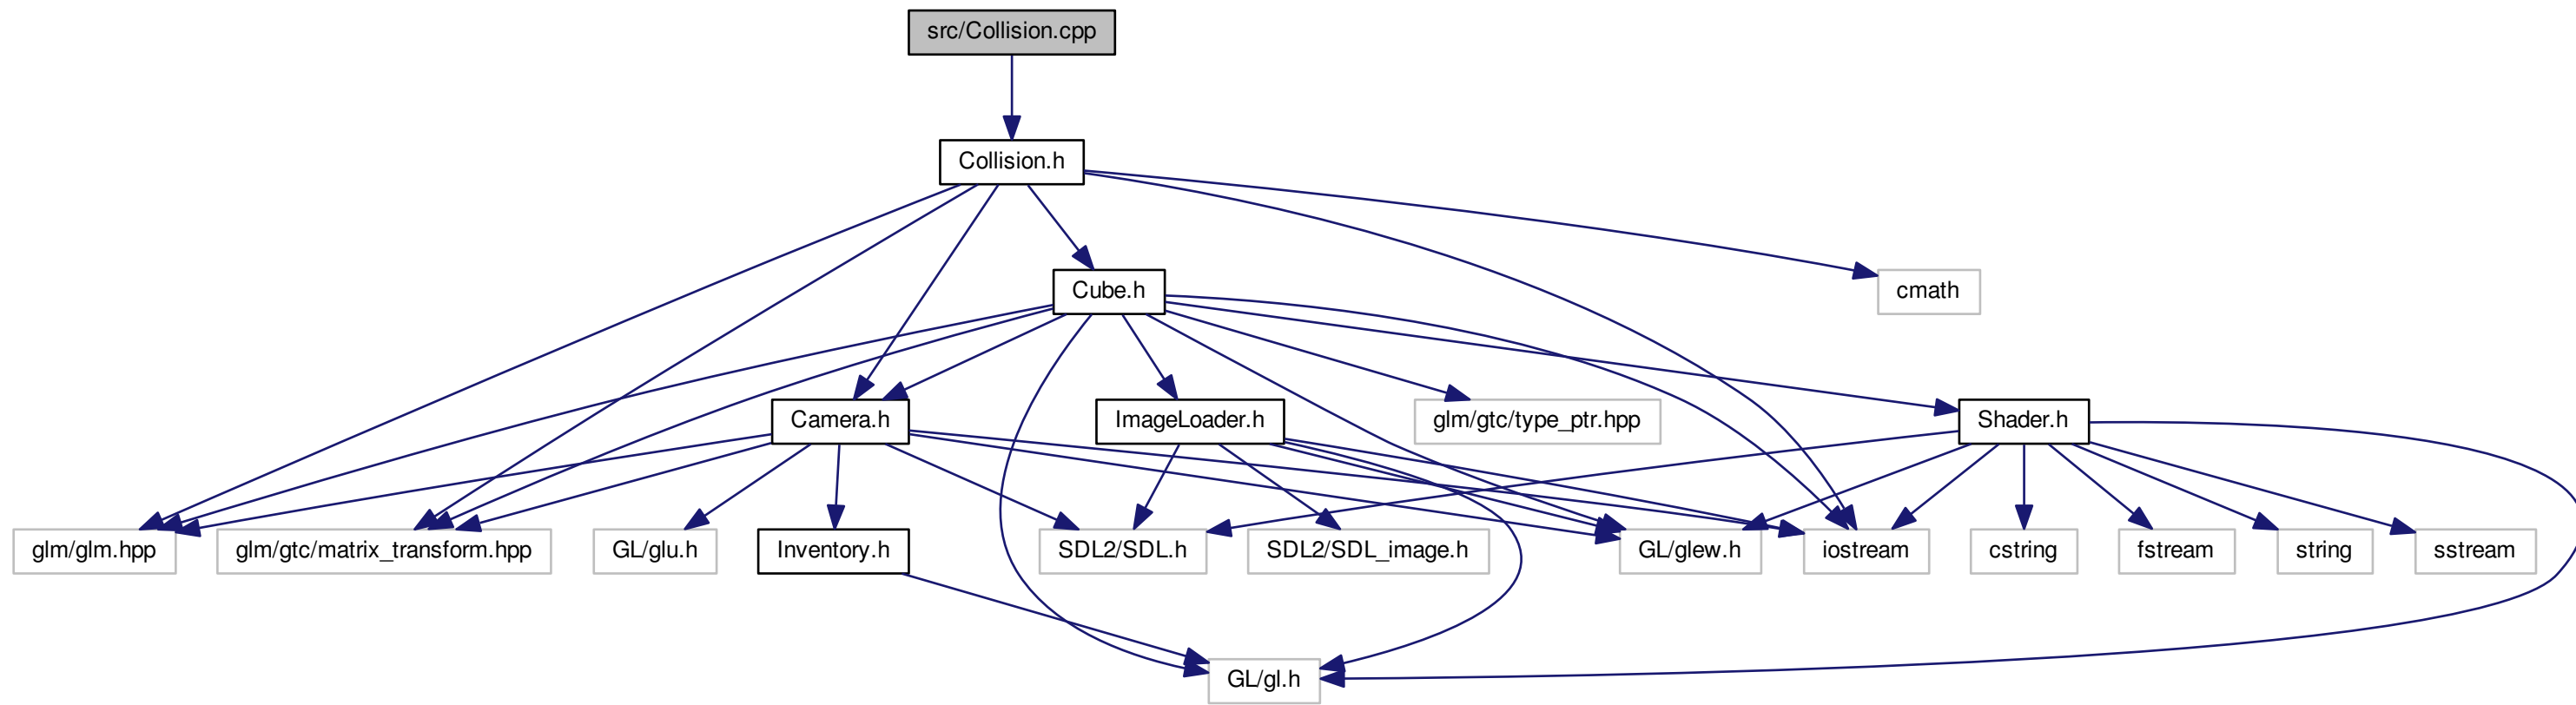 src/Collision.cpp
Collision.h
Cube.h
cmath
Camera.h
ImageLoader.h
glm/gtc/type_ptr.hpp
Shader.h
glm/glm.hpp
glm/gtc/matrix_transform.hpp
GL/glu.h
Inventory.h
SDL2/SDL.h
SDL2/SDL_image.h
GL/glew.h
iostream
cstring
fstream
string
sstream
GL/gl.h